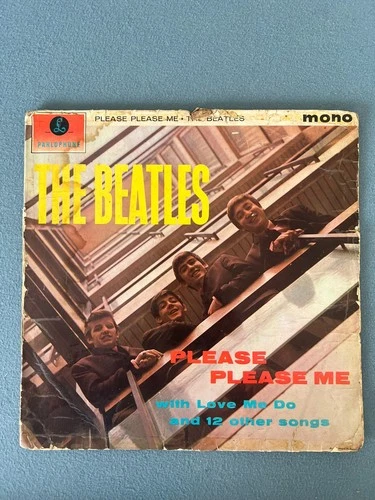 PLEASE PLEASE ME • THE BEATLES
mono
£
PARLOPHONE
THE BEATLES
PLEASE
PLEASE ME
with Love Me Do
and 12 other songs